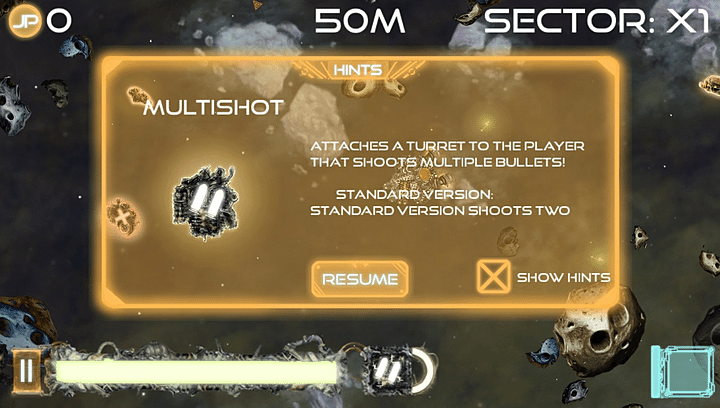 JP 0
50M
SECTOR: X1
HINTS
MULTISHOT
ATTACHES A TURRET TO THE PLAYER
THAT SHOOTS MULTIPLE BULLETS!
STANDARD VERSION:
STANDARD VERSION SHOOTS TWO
RESUME
SHOW HINTS